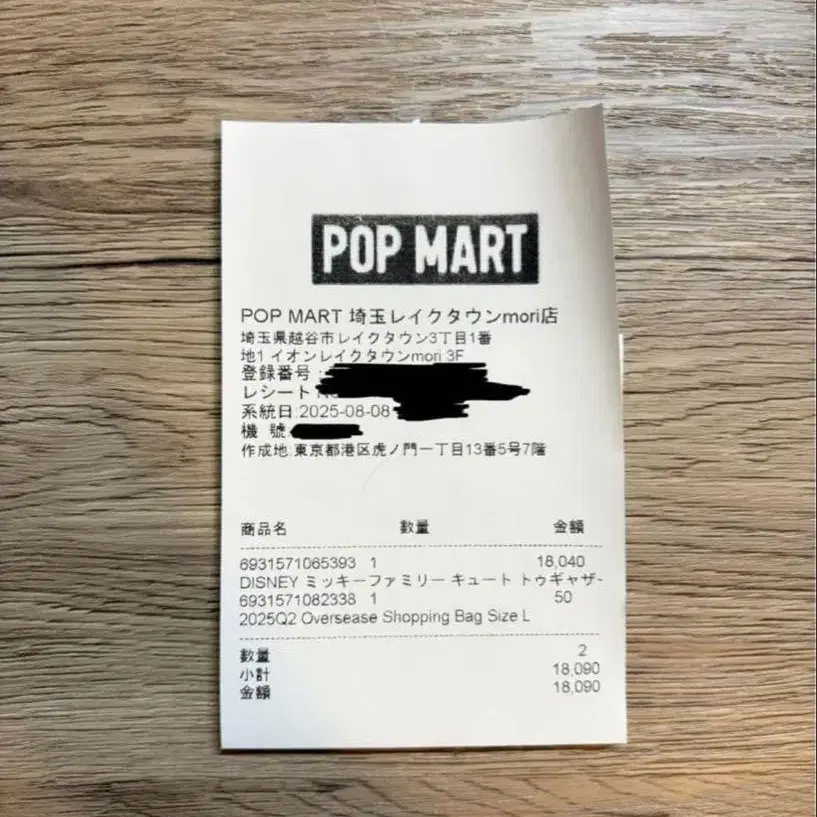 POP MART
POP MART 埼玉レイクタウンmori店
埼玉県越谷市レイクタウン3丁目1番
地1 イオンレイクタウンmori 3F
登録番号:
レシート
系統日:2025-08-08
機 號:
作成地:東京都港区虎ノ門一丁目13番5号7階
商品名 數量 金額
6931571065393 1 18,040
DISNEY ミッキーファミリー キュート トゥギャザ-
6931571082338 1 50
2025Q2 Oversease Shopping Bag Size L
數量 2
小計 18,090
金額 18,090